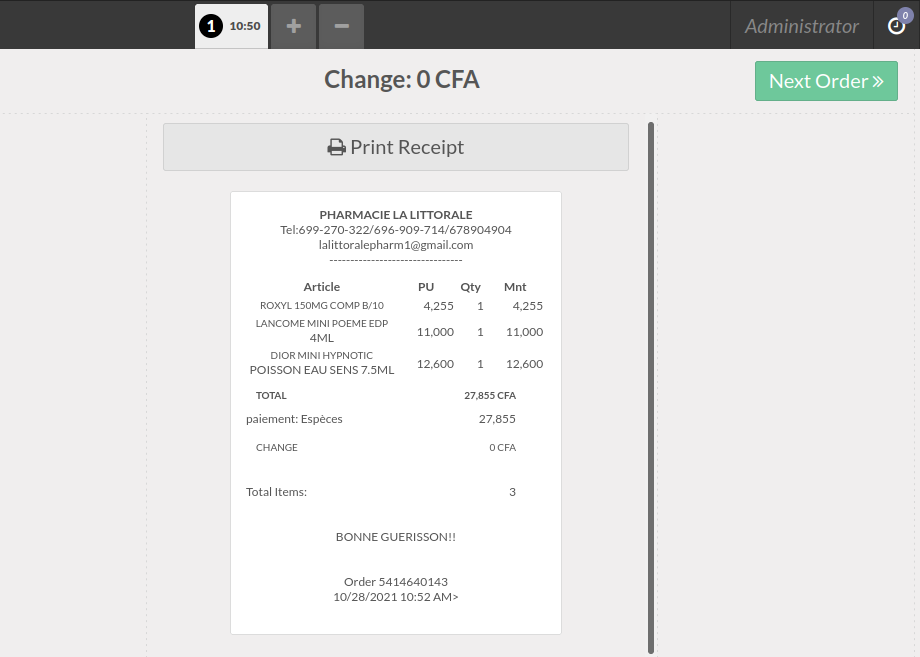 1 10:50
Administrator
0
Change: 0 CFA
Next Order
Print Receipt
PHARMACIE LA LITTORALE
Tel:699-270-322/696-909-714/678904904
lalittoralepharm1@gmail.com
--------------------------------
Article PU Qty Mnt
ROXYL 150MG COMP B/10 4,255 1 4,255
LANCOME MINI POEME EDP
4ML 11,000 1 11,000
DIOR MINI HYPNOTIC
POISSON EAU SENS 7.5ML 12,600 1 12,600
TOTAL 27,855 CFA
paiement: Espèces 27,855
CHANGE 0 CFA
Total Items: 3
BONNE GUERISSON!!
Order 5414640143
10/28/2021 10:52 AM>